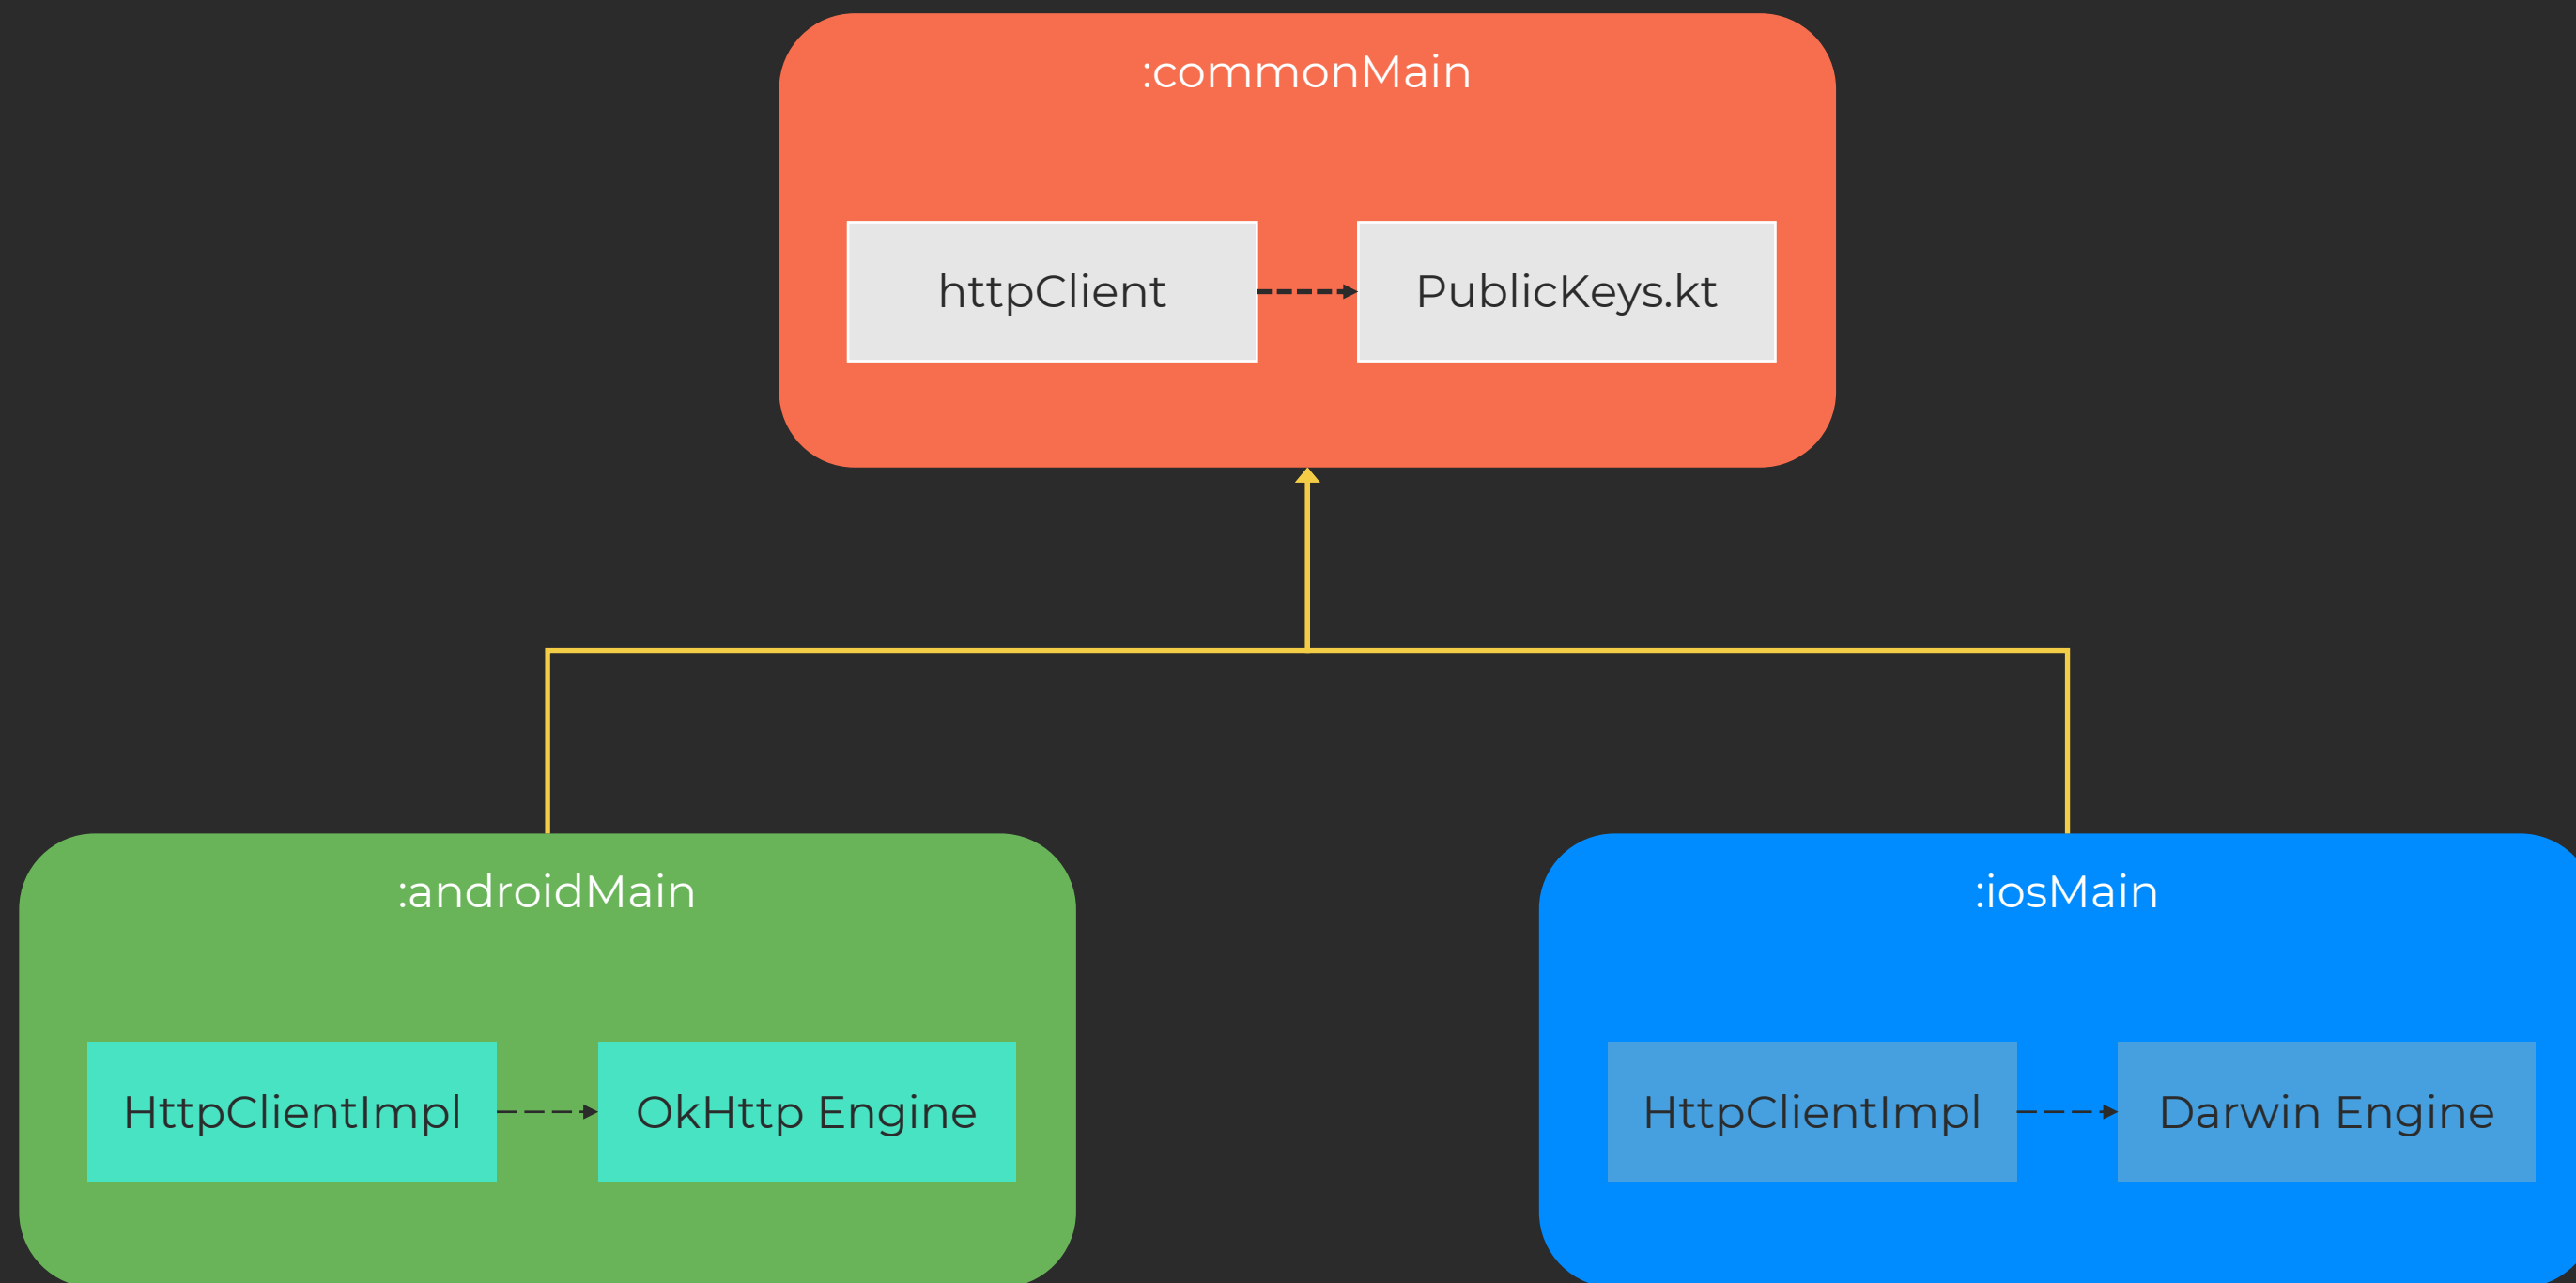 :commonMain
httpClient
PublicKeys.kt
:androidMain
HttpClientImpl
OkHttp Engine
:iosMain
HttpClientImpl
Darwin Engine